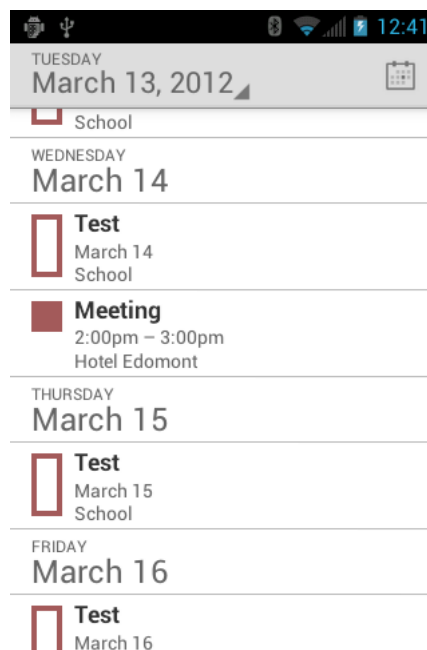 12:41
TUESDAY
March 13, 2012
School
WEDNESDAY
March 14
Test
March 14
School
Meeting
2:00pm – 3:00pm
Hotel Edomont
THURSDAY
March 15
Test
March 15
School
FRIDAY
March 16
Test
March 16